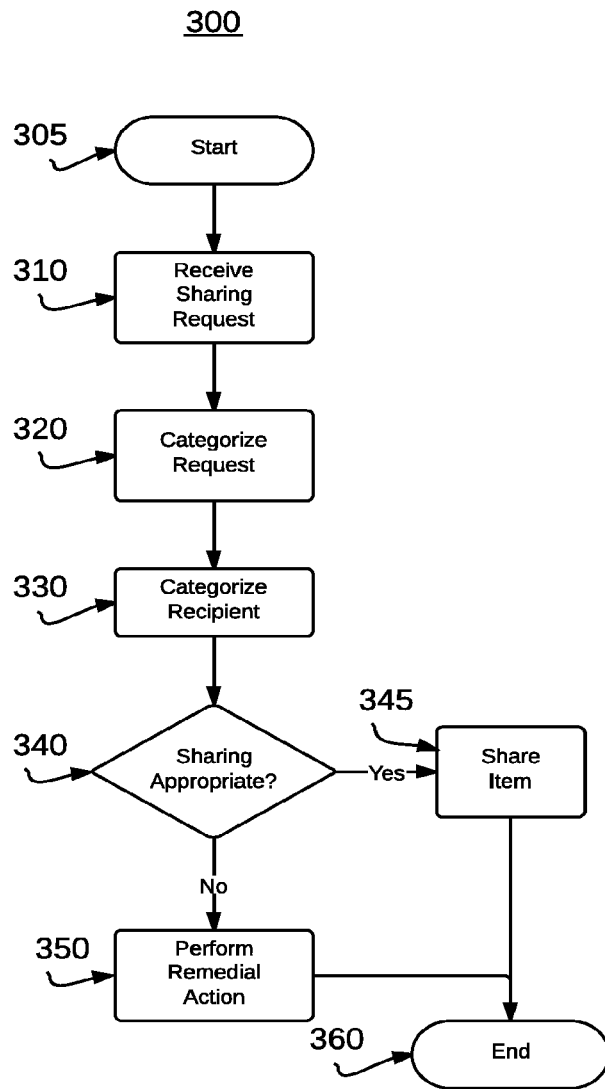 300
305
Start
310
Receive
Sharing
Request
320
Categorize
Request
330
Categorize
Recipient
340
Sharing
Appropriate?
Yes
345
Share
Item
No
350
Perform
Remedial
Action
360
End